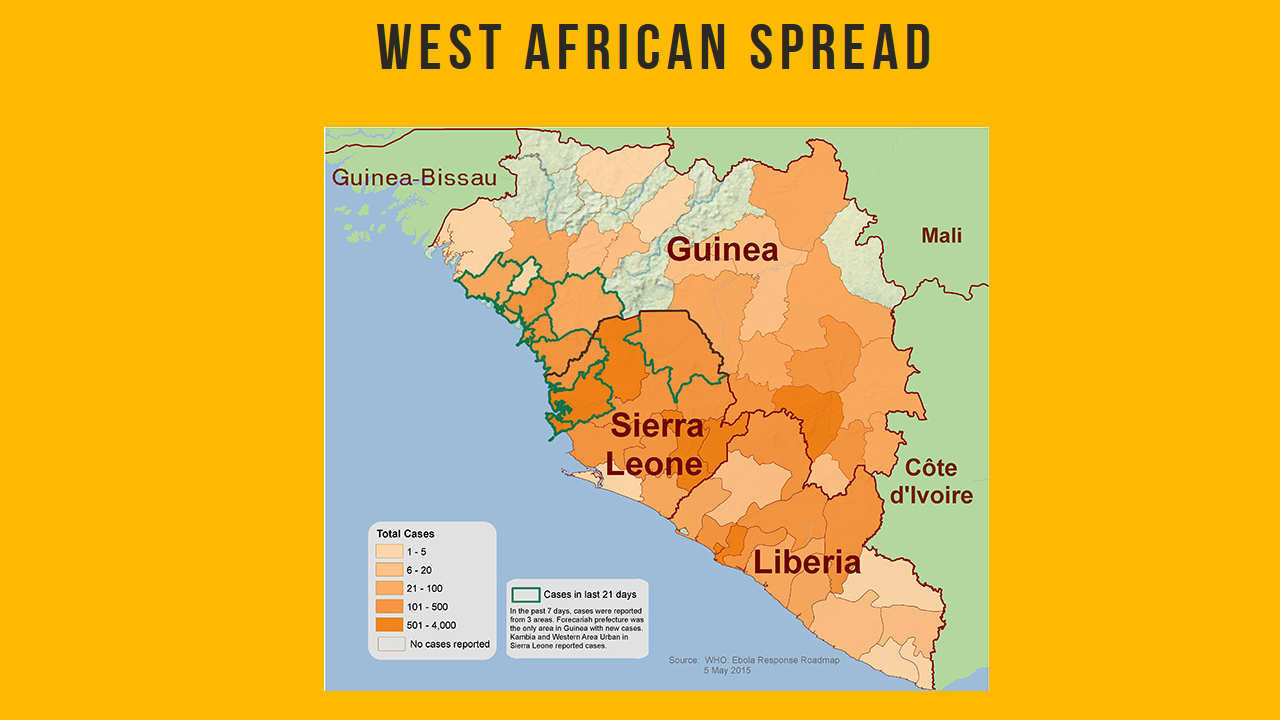 WEST AFRICAN SPREAD
Guinea-Bissau
Guinea
Mali
Sierra
Leone
Côte
d'Ivoire
Liberia
Total Cases
1 - 5
6 - 20
21 - 100
101 - 500
501 - 4,000
No cases reported
Cases in last 21 days
In the past 7 days, cases were reported
from 3 areas. Forecariah prefecture was
the only area in Guinea with new cases.
Kambia and Western Area Urban in
Sierra Leone reported cases.
Source: WHO: Ebola Response Roadmap
5 May 2015